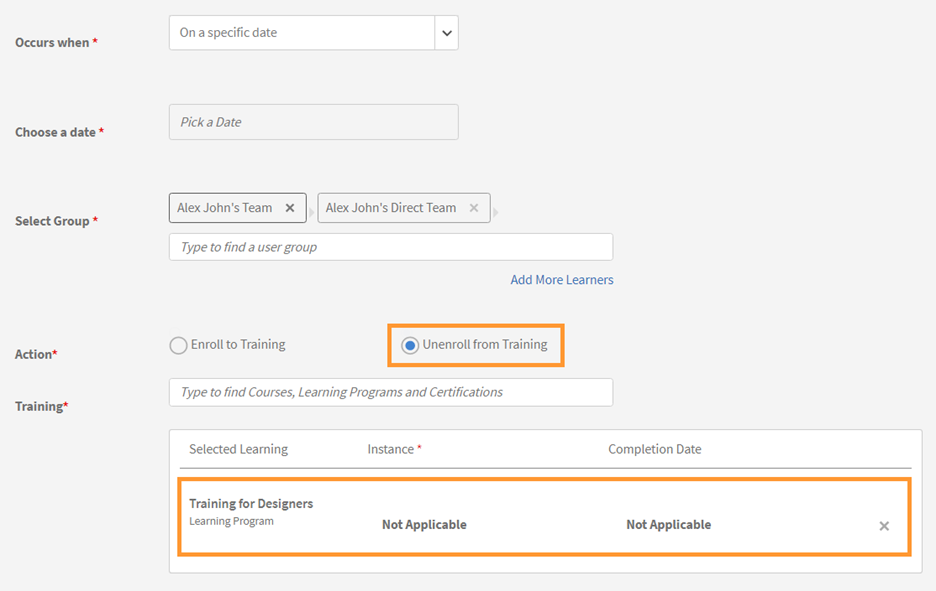 Occurs when *
On a specific date
Choose a date *
Pick a Date
Select Group *
Alex John's Team ×
Alex John's Direct Team ×
Type to find a user group
Add More Learners
Action*
Enroll to Training
Unenroll from Training
Training*
Type to find Courses, Learning Programs and Certifications
Selected Learning Instance * Completion Date
Training for Designers
Learning Program
Not Applicable Not Applicable ×